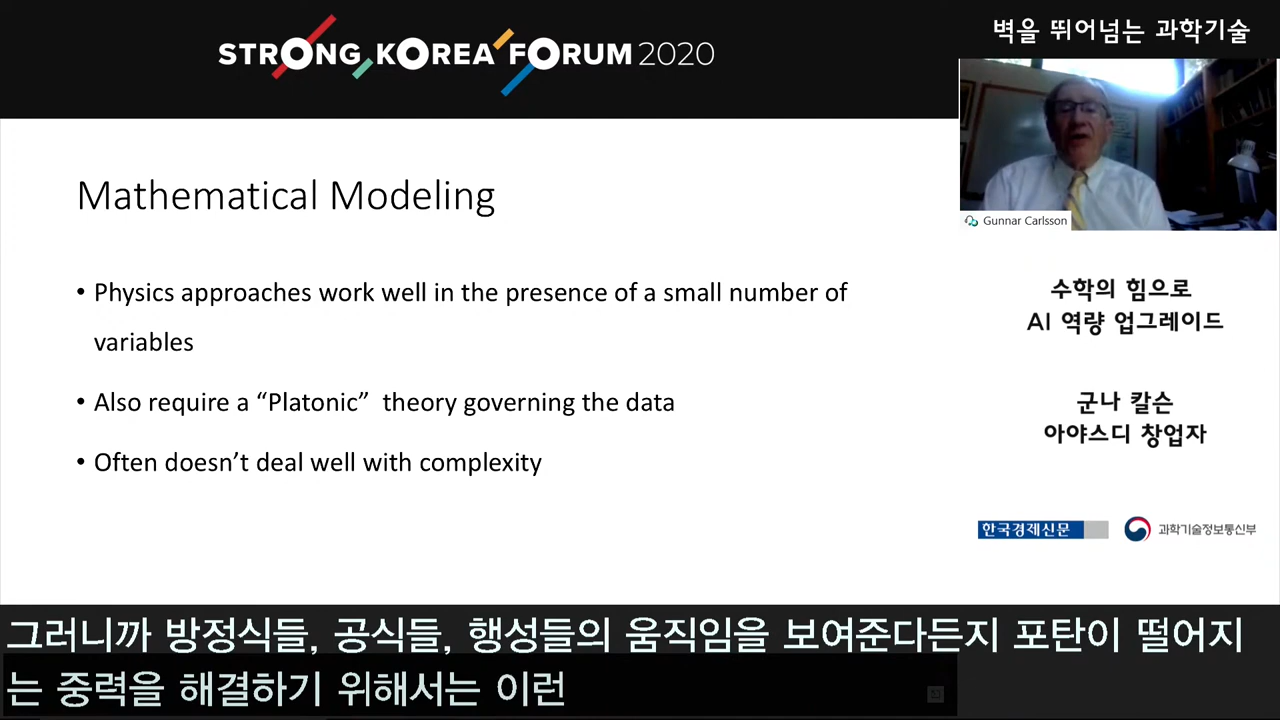 STRONG KOREA FORUM 2020
벽을 뛰어넘는 과학기술
Mathematical Modeling
• Physics approaches work well in the presence of a small number of
variables
• Also require a “Platonic” theory governing the data
• Often doesn’t deal well with complexity
Gunnar Carlsson
수학의 힘으로
AI 역량 업그레이드
군나 칼슨
아야스디 창업자
한국경제신문
과학기술정보통신부
그러니까 방정식들, 공식들, 행성들의 움직임을 보여준다든지 포탄이 떨어지
는 중력을 해결하기 위해서는 이런